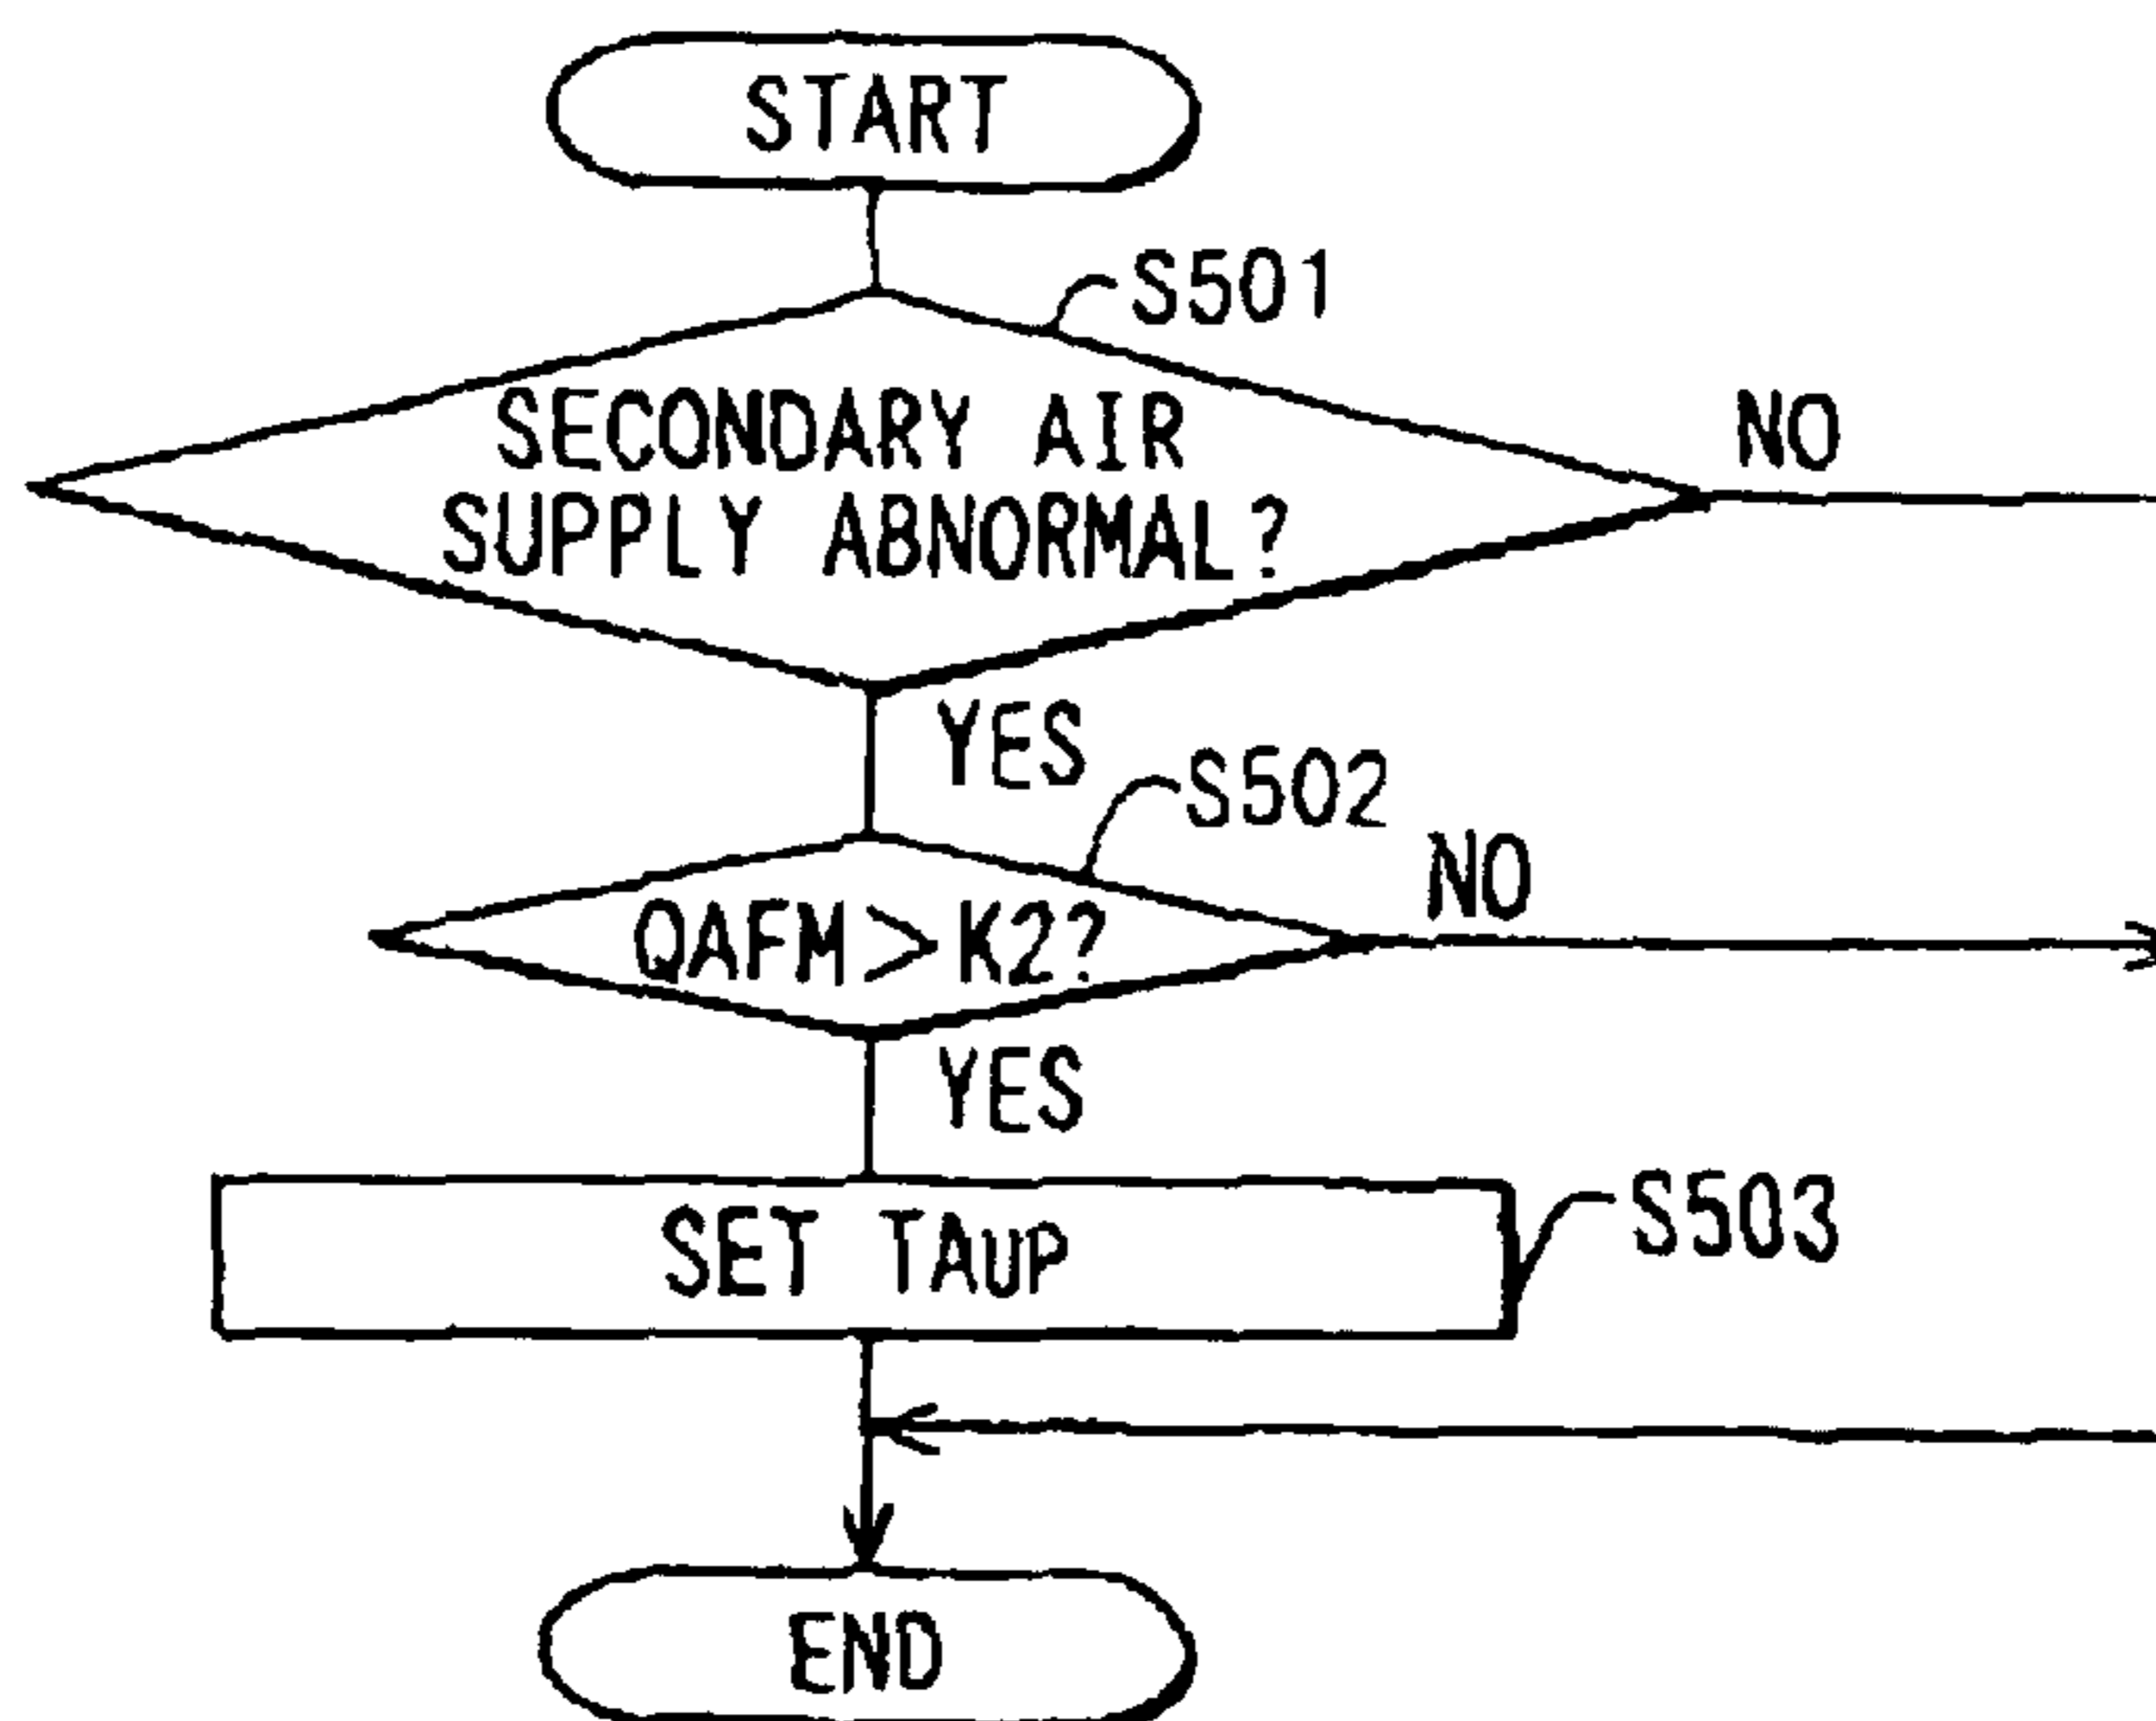 START
S501
SECONDARY AIR
SUPPLY ABNORMAL?
NO
YES
S502
NO
QAFM>K2?
YES
S503
SET TAUP
END